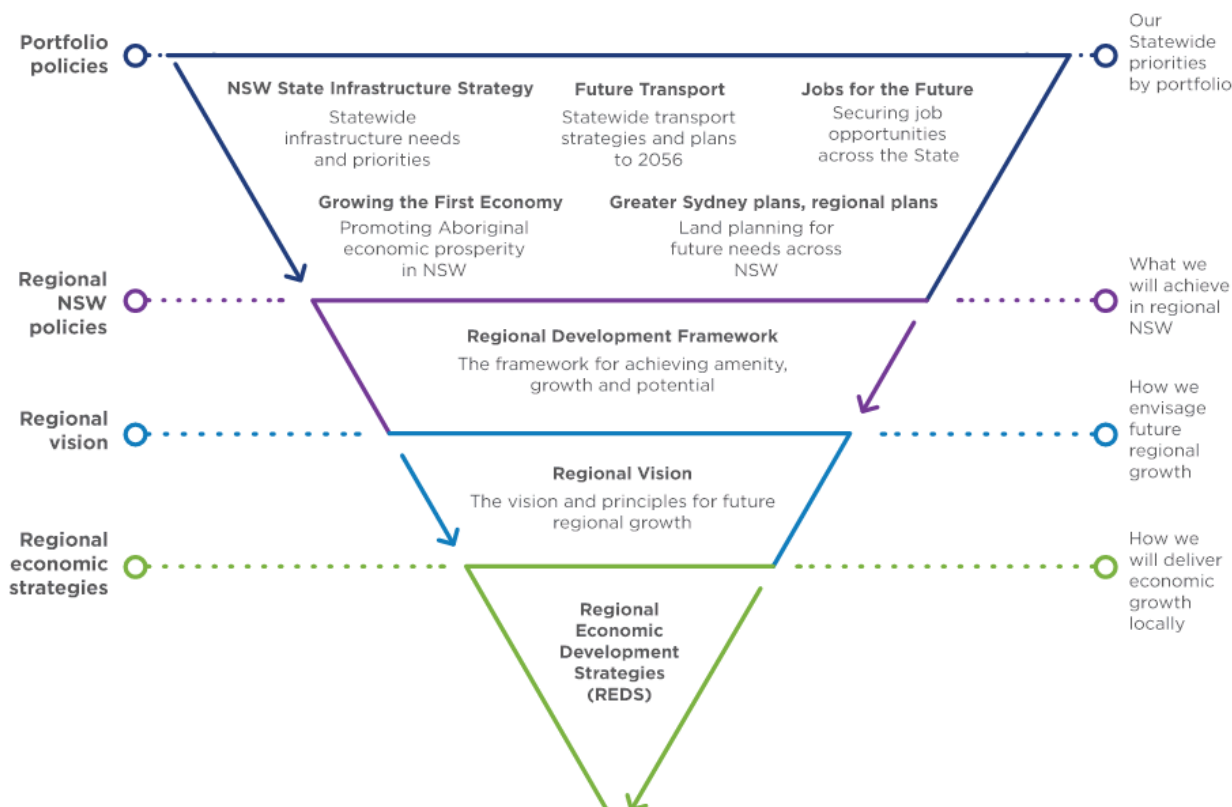 Portfolio
policies
Our
Statewide
priorities
by portfolio
NSW State Infrastructure Strategy
Statewide
infrastructure needs
and priorities
Future Transport
Statewide transport
strategies and plans
to 2056
Jobs for the Future
Securing job
opportunities
across the State
Growing the First Economy
Promoting Aboriginal
economic prosperity
in NSW
Greater Sydney plans, regional plans
Land planning for
future needs across
NSW
Regional
NSW
policies
What we
will achieve
in regional
NSW
Regional Development Framework
The framework for achieving amenity,
growth and potential
Regional
vision
How we
envisage
future
regional
growth
Regional Vision
The vision and principles for future
regional growth
Regional
economic
strategies
How we
will deliver
economic
growth
locally
Regional
Economic
Development
Strategies
(REDS)